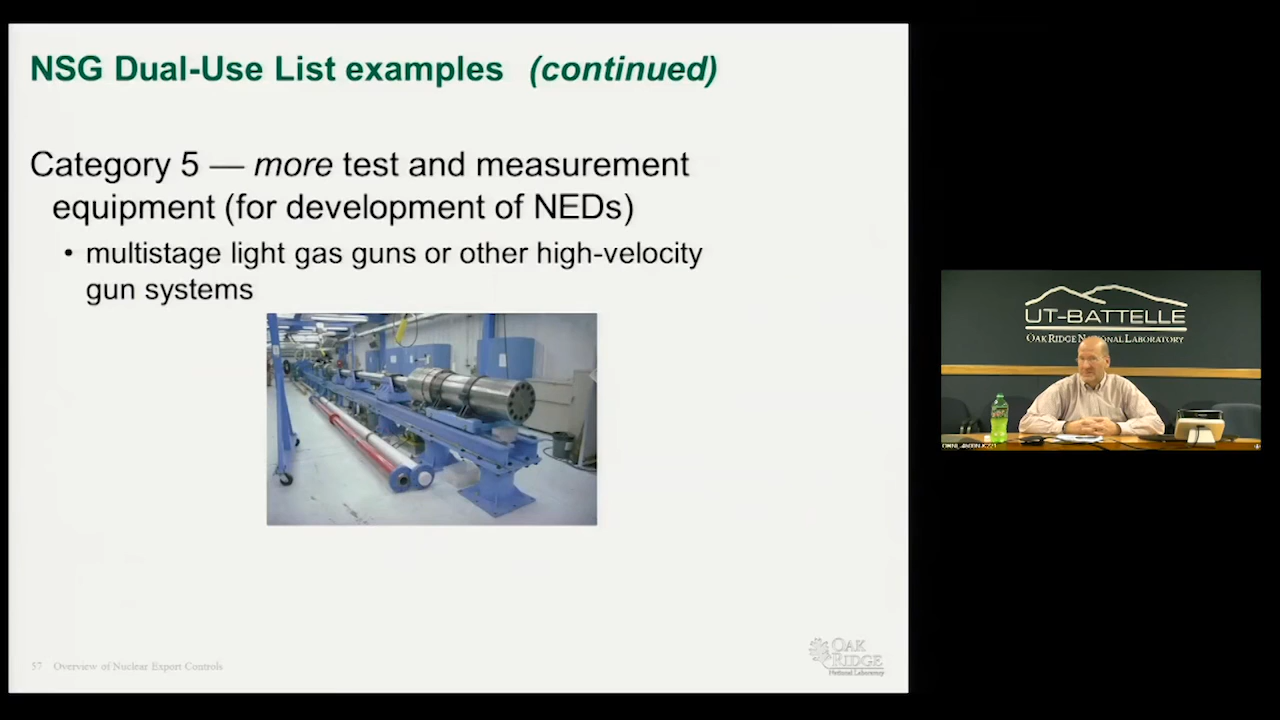 NSG Dual-Use List examples (continued)
Category 5 — more test and measurement
equipment (for development of NEDs)
• multistage light gas guns or other high-velocity
gun systems
57 Overview of Nuclear Export Controls
OAK
RIDGE
National Laboratory
UT-BATTELLE
OAK RIDGE NATIONAL LABORATORY